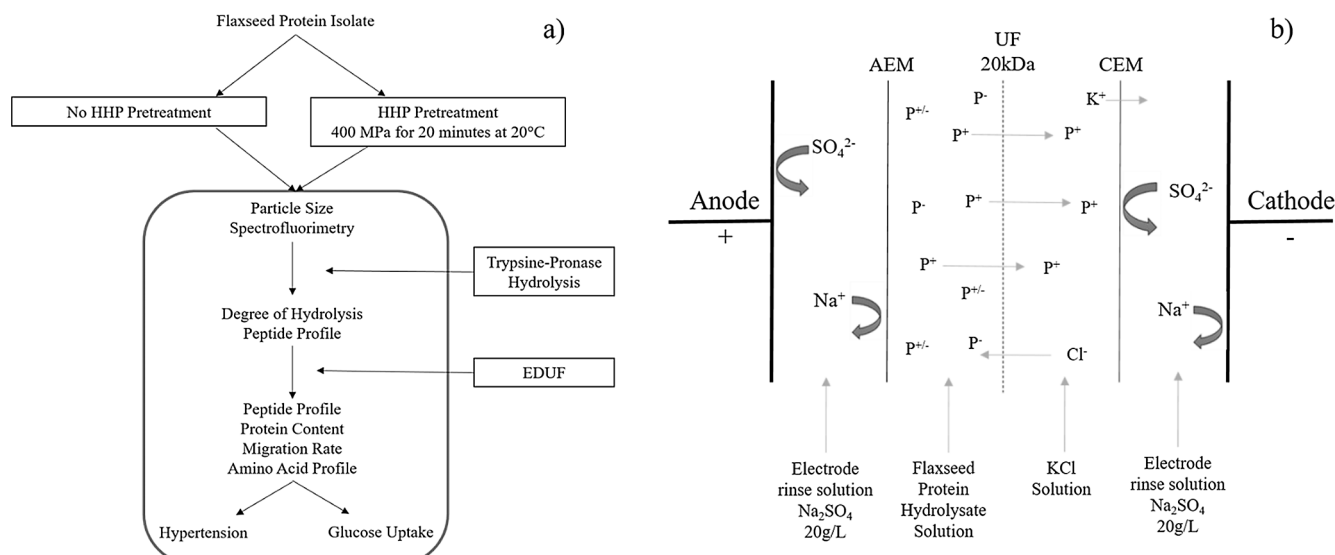 Flaxseed Protein Isolate
a)
No HHP Pretreatment
HHP Pretreatment
400 MPa for 20 minutes at 20°C
Particle Size
Spectrofluorimetry
Trypsine-Pronase
Hydrolysis
Degree of Hydrolysis
Peptide Profile
EDUF
Peptide Profile
Protein Content
Migration Rate
Amino Acid Profile
Hypertension
Glucose Uptake
b)
UF
20kDa
AEM
CEM
P⁺/⁻
P⁻
K⁺
P⁺
P⁺
SO₄²⁻
Anode
+
P⁻
P⁺
P⁺
SO₄²⁻
Cathode
-
P⁺
P⁺
P⁺/⁻
Na⁺
Na⁺
P⁺/⁻
P⁻
Cl⁻
Electrode
rinse solution
Na₂SO₄
20g/L
Flaxseed
Protein
Hydrolysate
Solution
KCl
Solution
Electrode
rinse solution
Na₂SO₄
20g/L